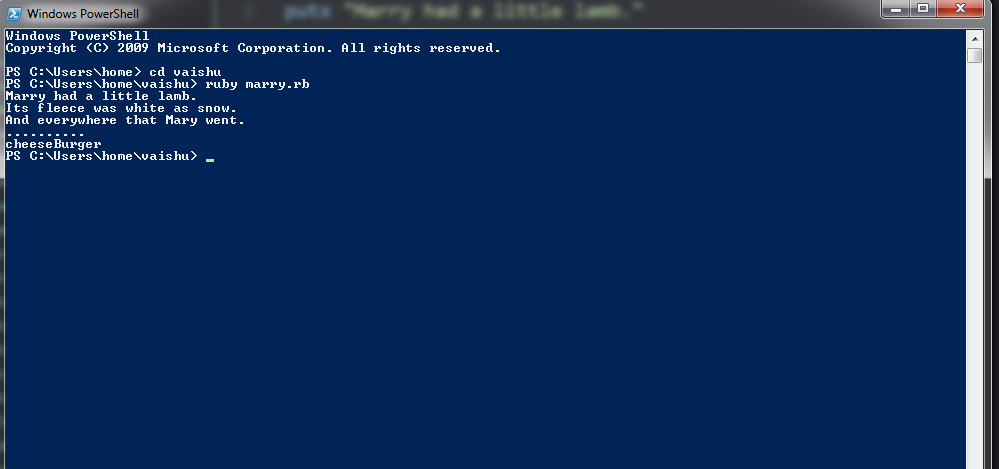 puts "Marry had a little lamb."
Windows PowerShell
Windows PowerShell
Copyright (C) 2009 Microsoft Corporation. All rights reserved.
PS C:\Users\home> cd vaishu
PS C:\Users\home\vaishu> ruby marry.rb
Marry had a little lamb.
Its fleece was white as snow.
And everywhere that Mary went.
..........
cheeseBurger
PS C:\Users\home\vaishu>